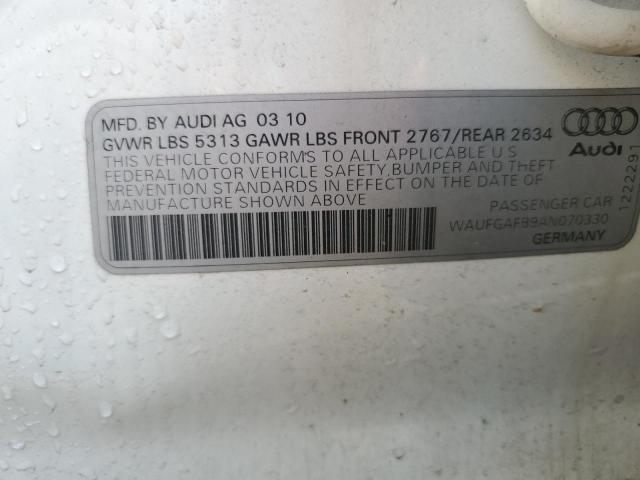 MFD. BY AUDI AG 03 10
GVWR LBS 5313 GAWR LBS FRONT 2767/REAR 2634
THIS VEHICLE CONFORMS TO ALL APPLICABLE U S
FEDERAL MOTOR VEHICLE SAFETY, BUMPER AND THEFT
PREVENTION STANDARDS IN EFFECT ON THE DATE OF
MANUFACTURE SHOWN ABOVE
Audi
PASSENGER CAR
WAUFGAFB9AN070330
GERMANY
1222291